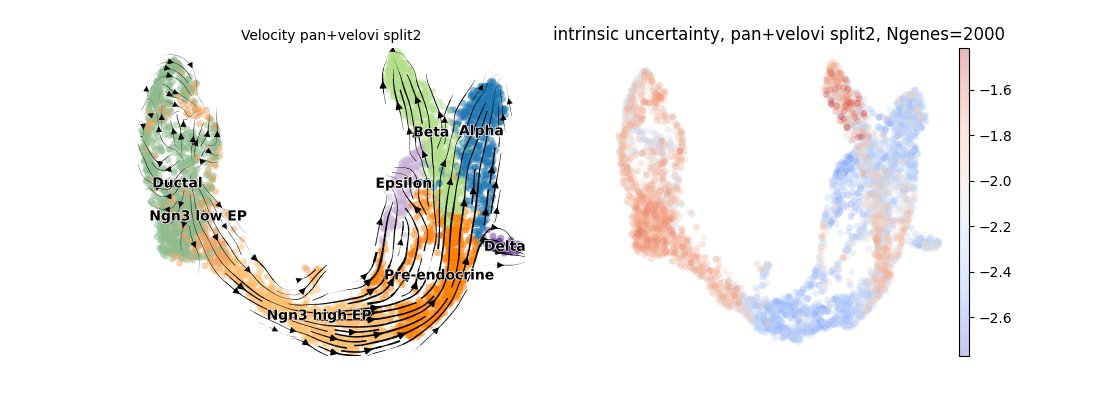 Velocity pan+velovi split2
intrinsic uncertainty, pan+velovi split2, Ngenes=2000
Beta
Alpha
Epsilon
Ductal
Ngn3 low EP
Delta
Pre-endocrine
Ngn3 high EP
−1.6
−1.8
−2.0
−2.2
−2.4
−2.6